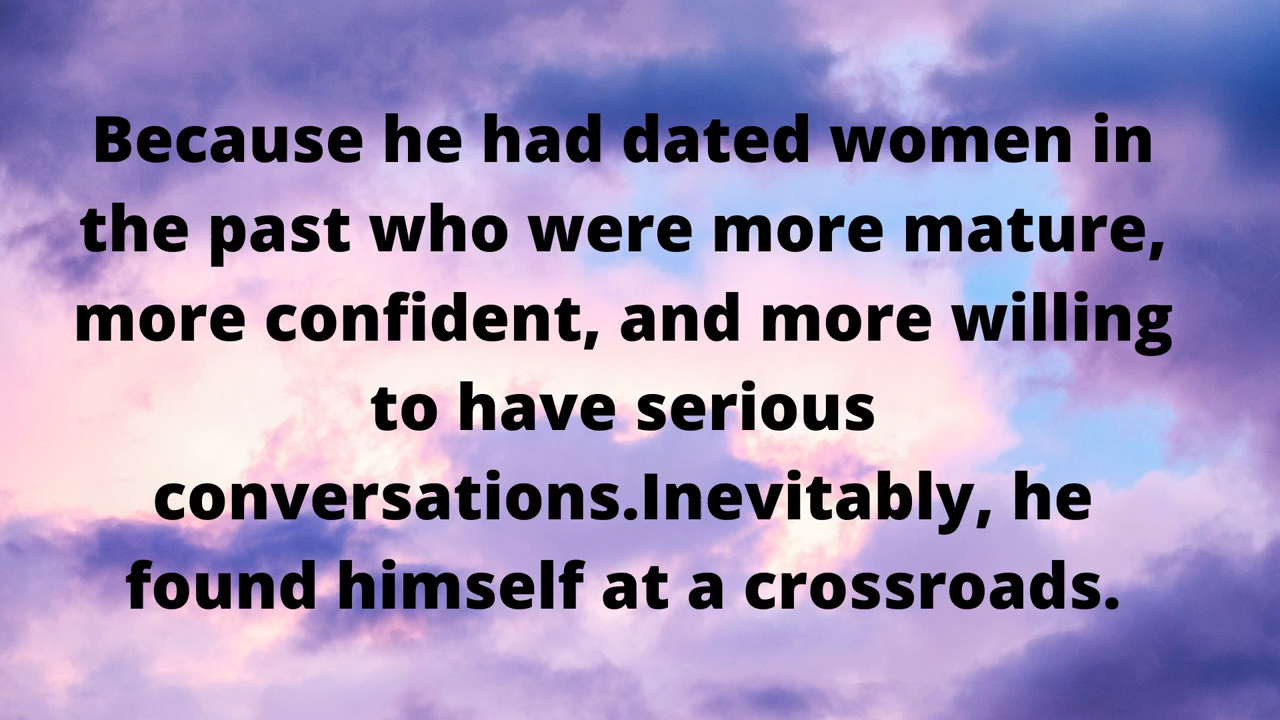 Because he had dated women in
the past who were more mature,
more confident, and more willing
to have serious
conversations.Inevitably, he
found himself at a crossroads.